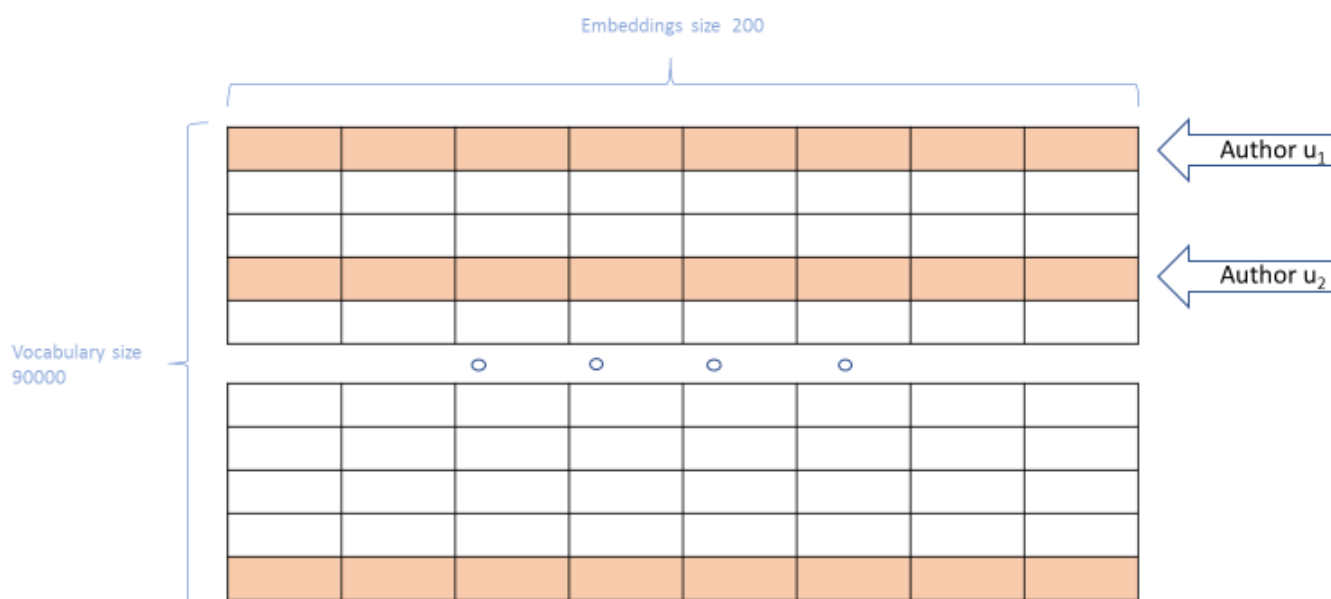 Embeddings size 200
Author u₁
Author u₂
Vocabulary size
90000